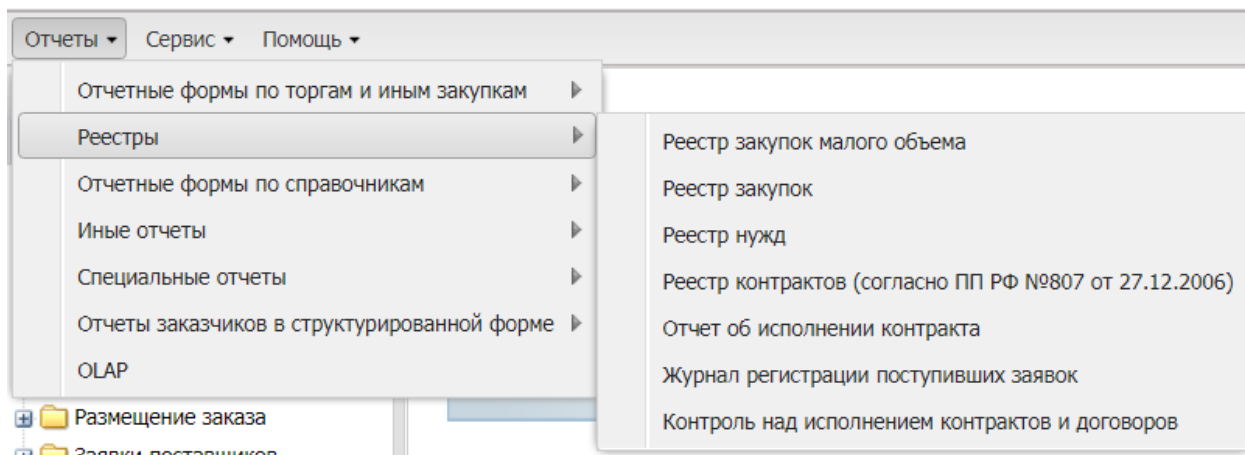 Отчеты Сервис Помощь
Отчетные формы по торгам и иным закупкам
Реестры
Отчетные формы по справочникам
Иные отчеты
Специальные отчеты
Отчеты заказчиков в структурированной форме
OLAP
Реестр закупок малого объема
Реестр закупок
Реестр нужд
Реестр контрактов (согласно ПП РФ №807 от 27.12.2006)
Отчет об исполнении контракта
Журнал регистрации поступивших заявок
Контроль над исполнением контрактов и договоров
Размещение заказа
Заявки поставщиков